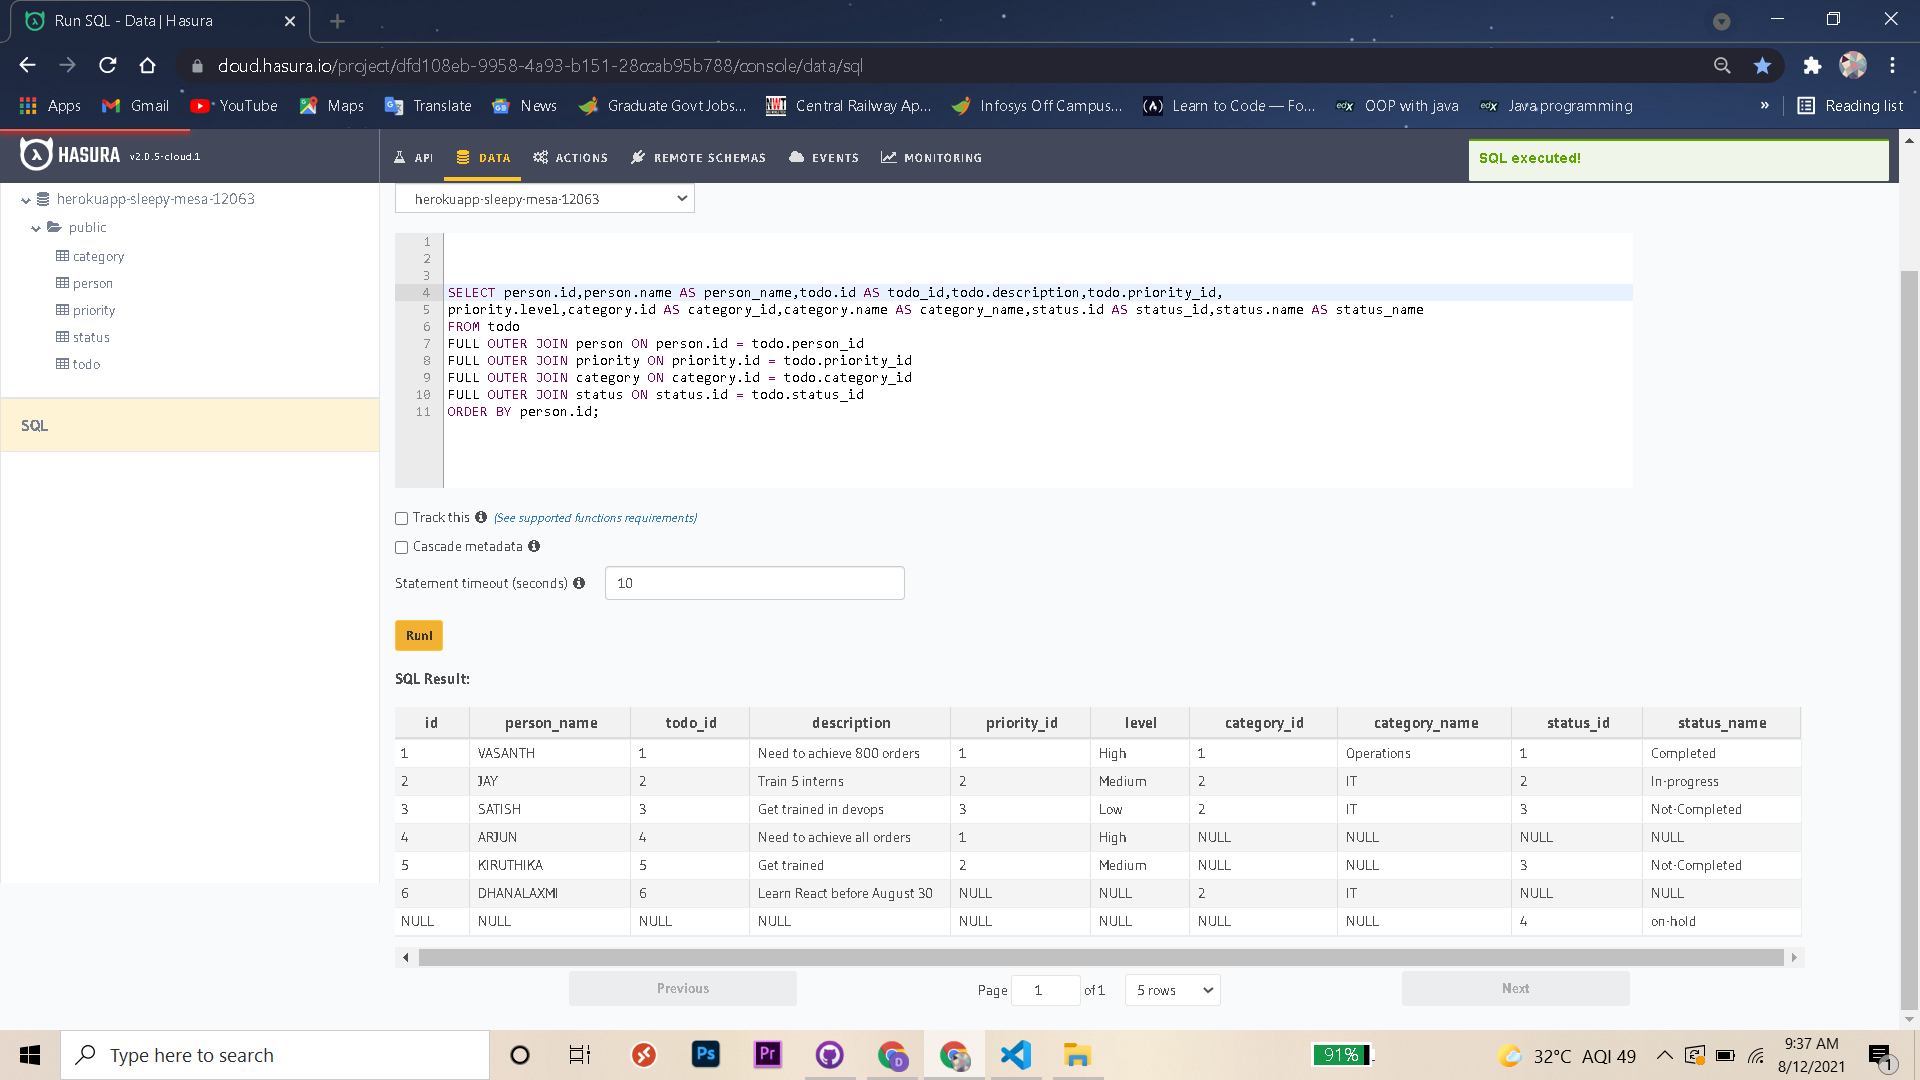 Run SQL - Data | Hasura
cloud.hasura.io/project/dfd108eb-9958-4a93-b151-28ccab95b788/console/data/sql
Apps Gmail YouTube Maps Translate News Graduate Govt Jobs... Central Railway Ap... Infosys Off Campus... Learn to Code — Fo... OOP with java Java programming » Reading list
HASURA v2.0.5-cloud.1 API DATA ACTIONS REMOTE SCHEMAS EVENTS MONITORING
SQL executed!
herokuapp-sleepy-mesa-12063
public
category
person
priority
status
todo
SQL
herokuapp-sleepy-mesa-12063
1
2
3
4 SELECT person.id,person.name AS person_name,todo.id AS todo_id,todo.description,todo.priority_id,
5 priority.level,category.id AS category_id,category.name AS category_name,status.id AS status_id,status.name AS status_name
6 FROM todo
7 FULL OUTER JOIN person ON person.id = todo.person_id
8 FULL OUTER JOIN priority ON priority.id = todo.priority_id
9 FULL OUTER JOIN category ON category.id = todo.category_id
10 FULL OUTER JOIN status ON status.id = todo.status_id
11 ORDER BY person.id;
Track this (See supported functions requirements)
Cascade metadata
Statement timeout (seconds) 10
Run!
SQL Result:
id person_name todo_id description priority_id level category_id category_name status_id status_name
1 VASANTH 1 Need to achieve 800 orders 1 High 1 Operations 1 Completed
2 JAY 2 Train 5 interns 2 Medium 2 IT 2 In-progress
3 SATISH 3 Get trained in devops 3 Low 2 IT 3 Not-Completed
4 ARJUN 4 Need to achieve all orders 1 High NULL NULL NULL NULL
5 KIRUTHIKA 5 Get trained 2 Medium NULL NULL 3 Not-Completed
6 DHANALAXMI 6 Learn React before August 30 NULL NULL 2 IT NULL NULL
NULL NULL NULL NULL NULL NULL NULL NULL 4 on-hold
Previous Page 1 of 1 5 rows Next
Type here to search Ps Pr D 91% 32°C AQI 49 9:37 AM
8/12/2021 1